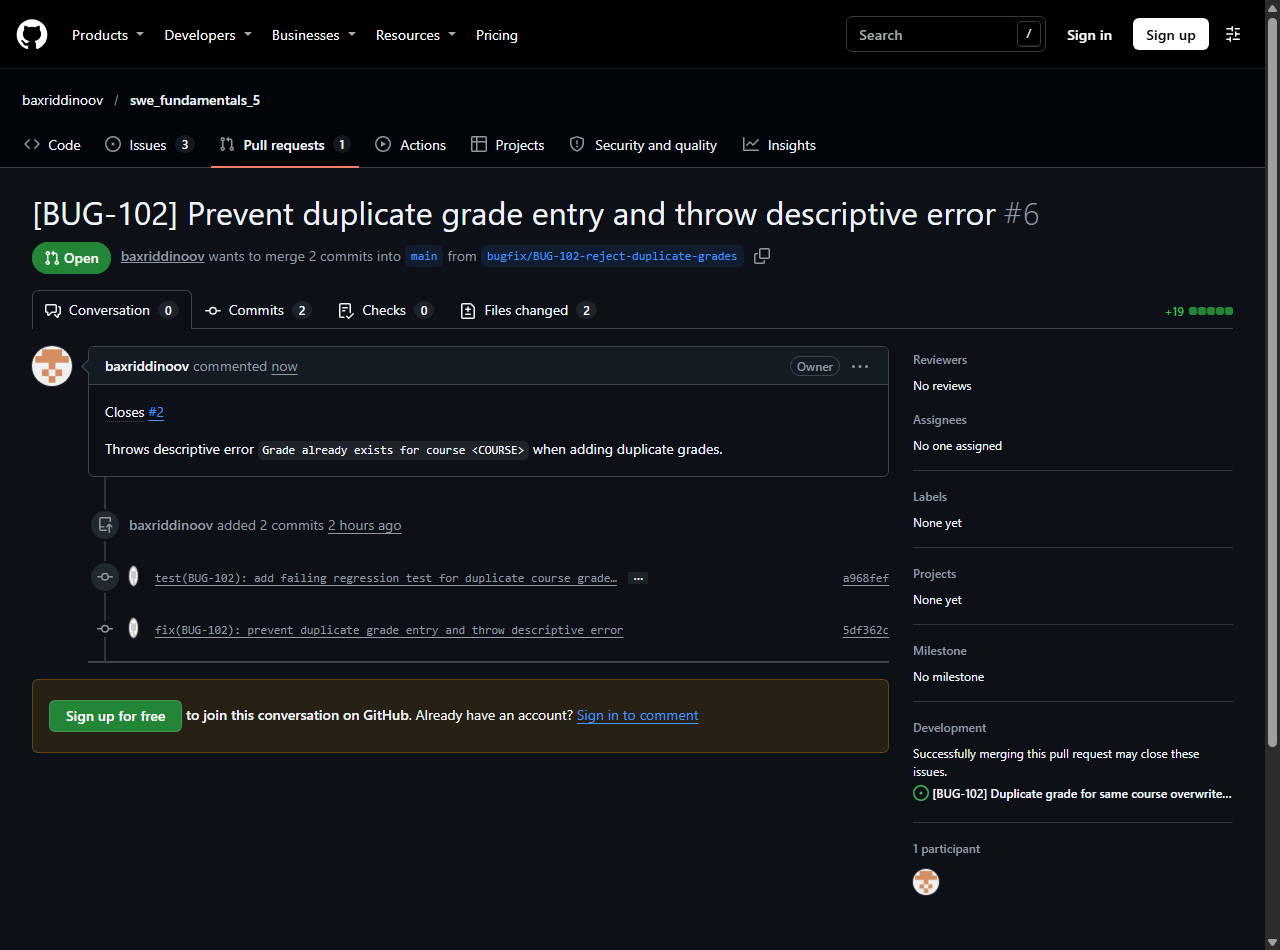 Products Developers Businesses Resources Pricing Search / Sign in Sign up
baxriddinoov / swe_fundamentals_5
Code Issues 3 Pull requests 1 Actions Projects Security and quality Insights
[BUG-102] Prevent duplicate grade entry and throw descriptive error #6
Open baxriddinoov wants to merge 2 commits into main from bugfix/BUG-102-reject-duplicate-grades
Conversation 0 Commits 2 Checks 0 Files changed 2 +19
baxriddinoov commented now Owner ···
Closes #2
Throws descriptive error Grade already exists for course <COURSE> when adding duplicate grades.
baxriddinoov added 2 commits 2 hours ago
test(BUG-102): add failing regression test for duplicate course grade… … a968fef
fix(BUG-102): prevent duplicate grade entry and throw descriptive error 5df362c
Sign up for free to join this conversation on GitHub. Already have an account? Sign in to comment
Reviewers
No reviews
Assignees
No one assigned
Labels
None yet
Projects
None yet
Milestone
No milestone
Development
Successfully merging this pull request may close these
issues.
[BUG-102] Duplicate grade for same course overwrite...
1 participant